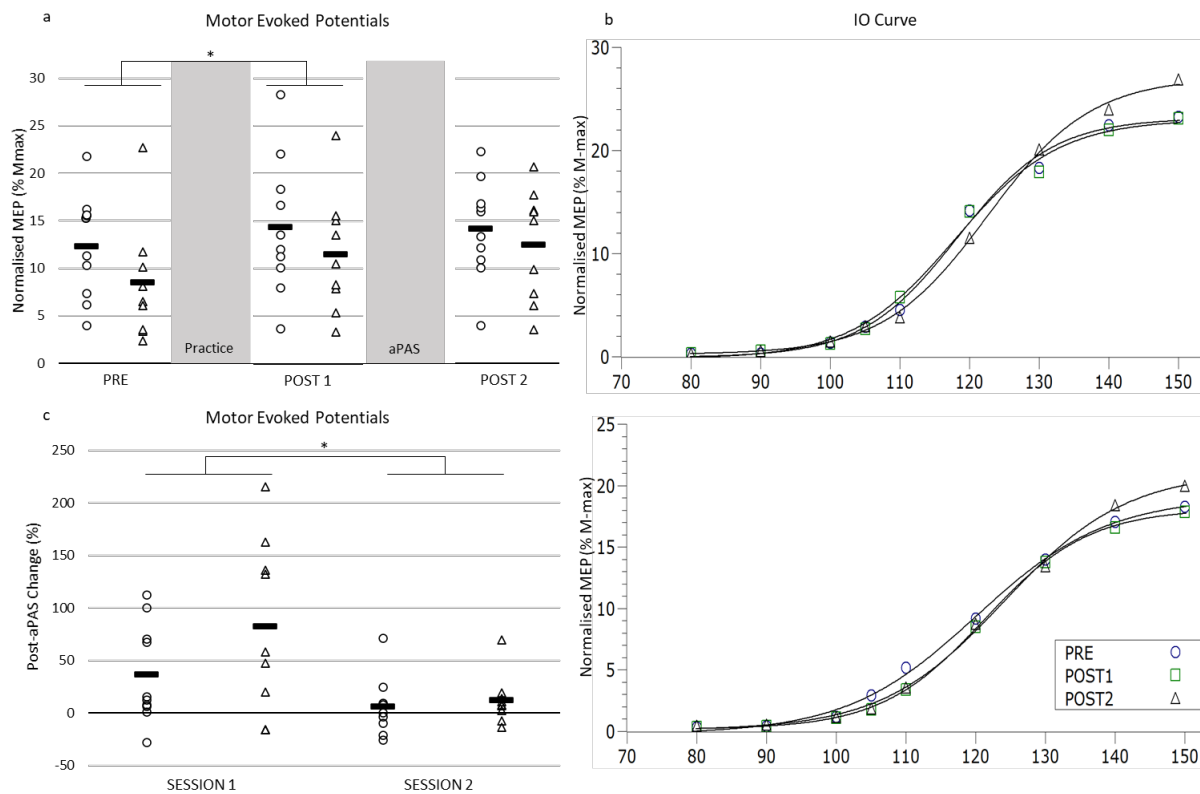 a
Motor Evoked Potentials
*
Normalised MEP (% Mmax)
30
25
20
15
10
5
0
Practice
aPAS
PRE
POST 1
POST 2
b
IO Curve
Normalised MEP (% M-max)
30
20
10
0
70 80 90 100 110 120 130 140 150
c
Motor Evoked Potentials
*
Post-aPAS Change (%)
250
200
150
100
50
0
-50
SESSION 1
SESSION 2
Normalised MEP (% M-max)
25
20
15
10
5
0
70 80 90 100 110 120 130 140 150
PRE
POST1
POST2